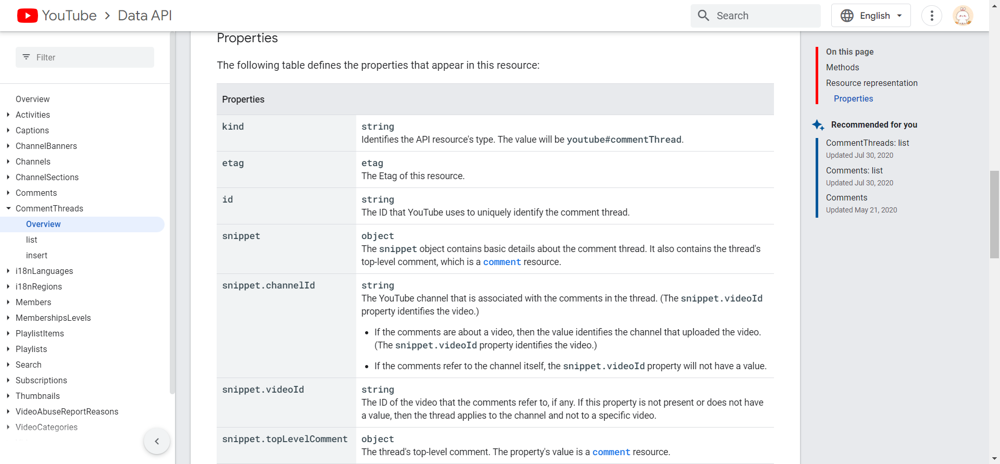 YouTube > Data API
Search
English
Filter
Overview
Activities
Captions
ChannelBanners
Channels
ChannelSections
Comments
CommentThreads
Overview
list
insert
i18nLanguages
i18nRegions
Members
MembershipsLevels
PlaylistItems
Playlists
Search
Subscriptions
Thumbnails
VideoAbuseReportReasons
VideoCategories
Properties
The following table defines the properties that appear in this resource:
Properties
kind
string
Identifies the API resource's type. The value will be youtube#commentThread.
etag
etag
The Etag of this resource.
id
string
The ID that YouTube uses to uniquely identify the comment thread.
snippet
object
The snippet object contains basic details about the comment thread. It also contains the thread's
top-level comment, which is a comment resource.
snippet.channelId
string
The YouTube channel that is associated with the comments in the thread. (The snippet.videoId
property identifies the video.)
• If the comments are about a video, then the value identifies the channel that uploaded the video.
(The snippet.videoId property identifies the video.)
• If the comments refer to the channel itself, the snippet.videoId property will not have a value.
snippet.videoId
string
The ID of the video that the comments refer to, if any. If this property is not present or does not have
a value, then the thread applies to the channel and not to a specific video.
snippet.topLevelComment
object
The thread's top-level comment. The property's value is a comment resource.
On this page
Methods
Resource representation
Properties
Recommended for you
CommentThreads: list
Updated Jul 30, 2020
Comments: list
Updated Jul 30, 2020
Comments
Updated May 21, 2020